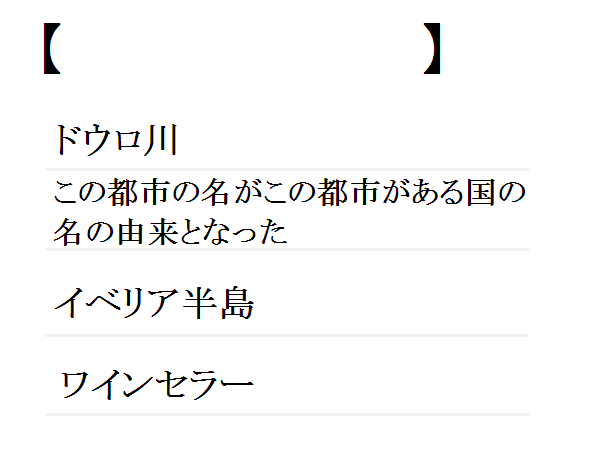 【 】
ドウロ川
この都市の名がこの都市がある国の
名の由来となった
イベリア半島
ワインセラー